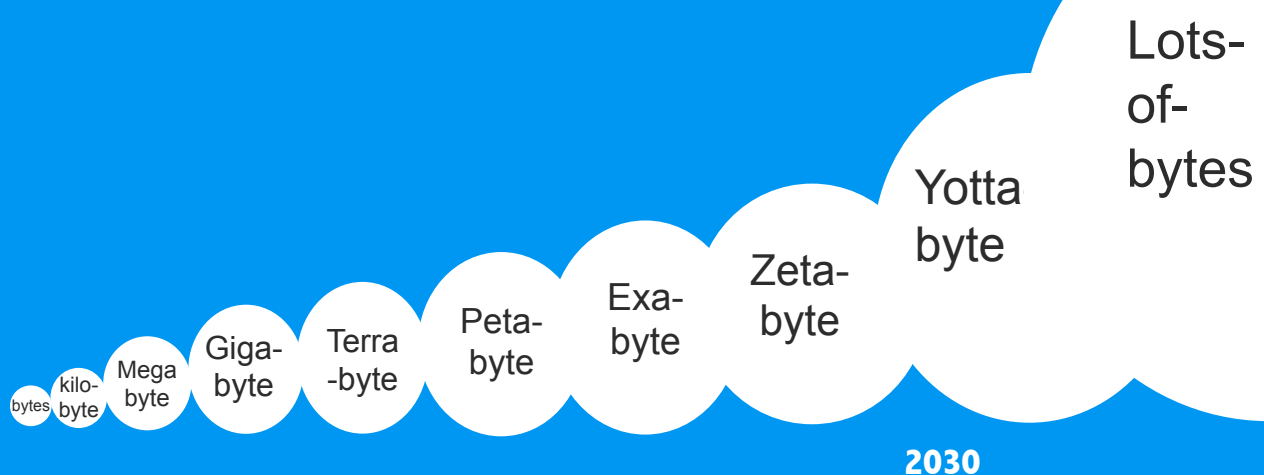 bytes
kilo-
byte
Mega
byte
Giga-
byte
Terra
-byte
Peta-
byte
Exa-
byte
Zeta-
byte
Yotta
byte
Lots-
of-
bytes
2030